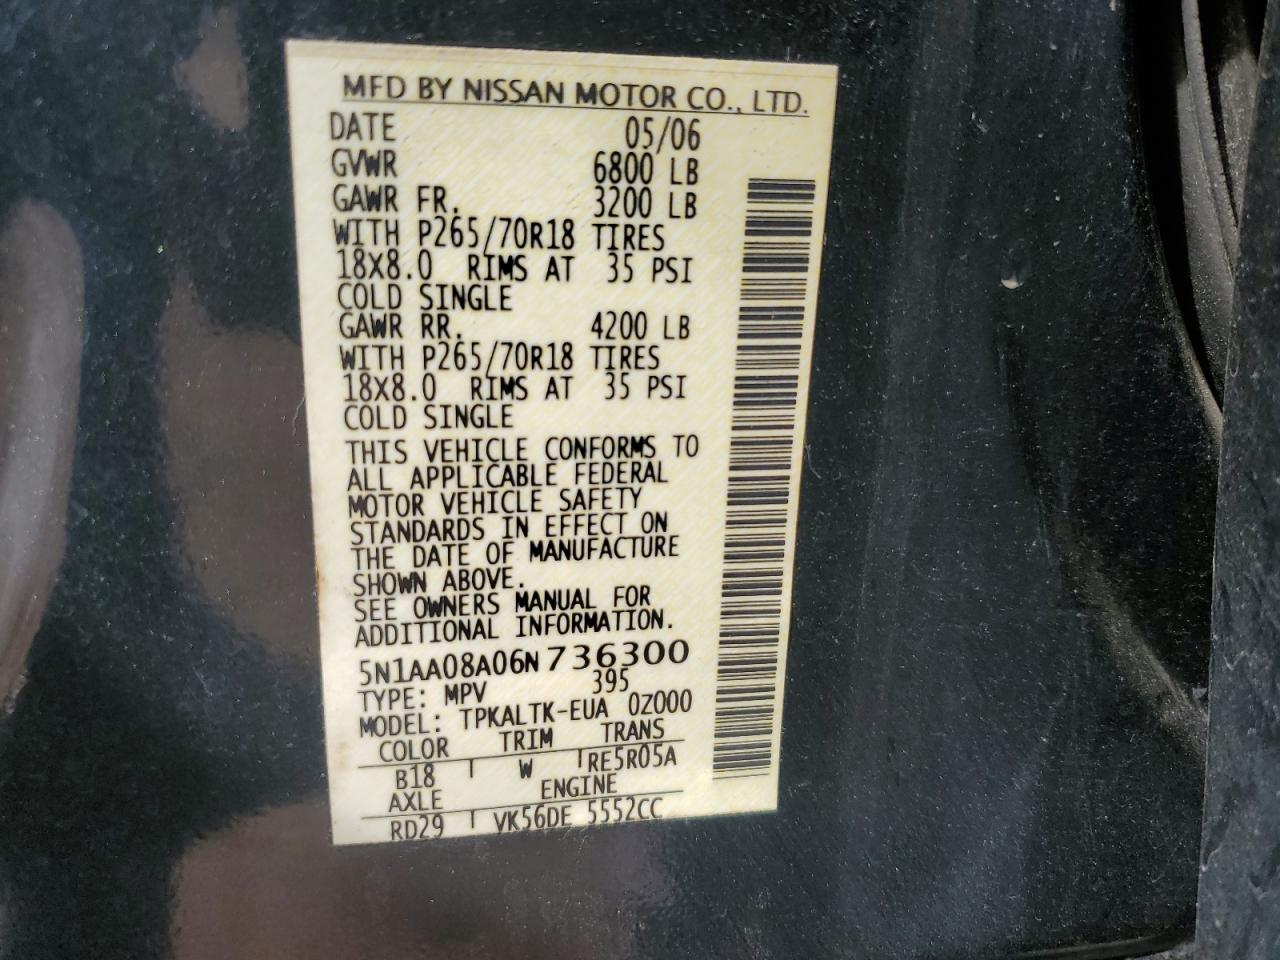 MFD BY NISSAN MOTOR CO., LTD.
DATE 05/06
GVWR 6800 LB
GAWR FR. 3200 LB
WITH P265/70R18 TIRES
18X8.0 RIMS AT 35 PSI
COLD SINGLE
GAWR RR. 4200 LB
WITH P265/70R18 TIRES
18X8.0 RIMS AT 35 PSI
COLD SINGLE
THIS VEHICLE CONFORMS TO
ALL APPLICABLE FEDERAL
MOTOR VEHICLE SAFETY
STANDARDS IN EFFECT ON
THE DATE OF MANUFACTURE
SHOWN ABOVE.
SEE OWNERS MANUAL FOR
ADDITIONAL INFORMATION.
5N1AA08A06N736300
TYPE: MPV 395
MODEL: TPKALTK-EUA 0Z000
COLOR TRIM TRANS
B18 W RE5R05A
AXLE ENGINE
RD29 VK56DE 5552CC